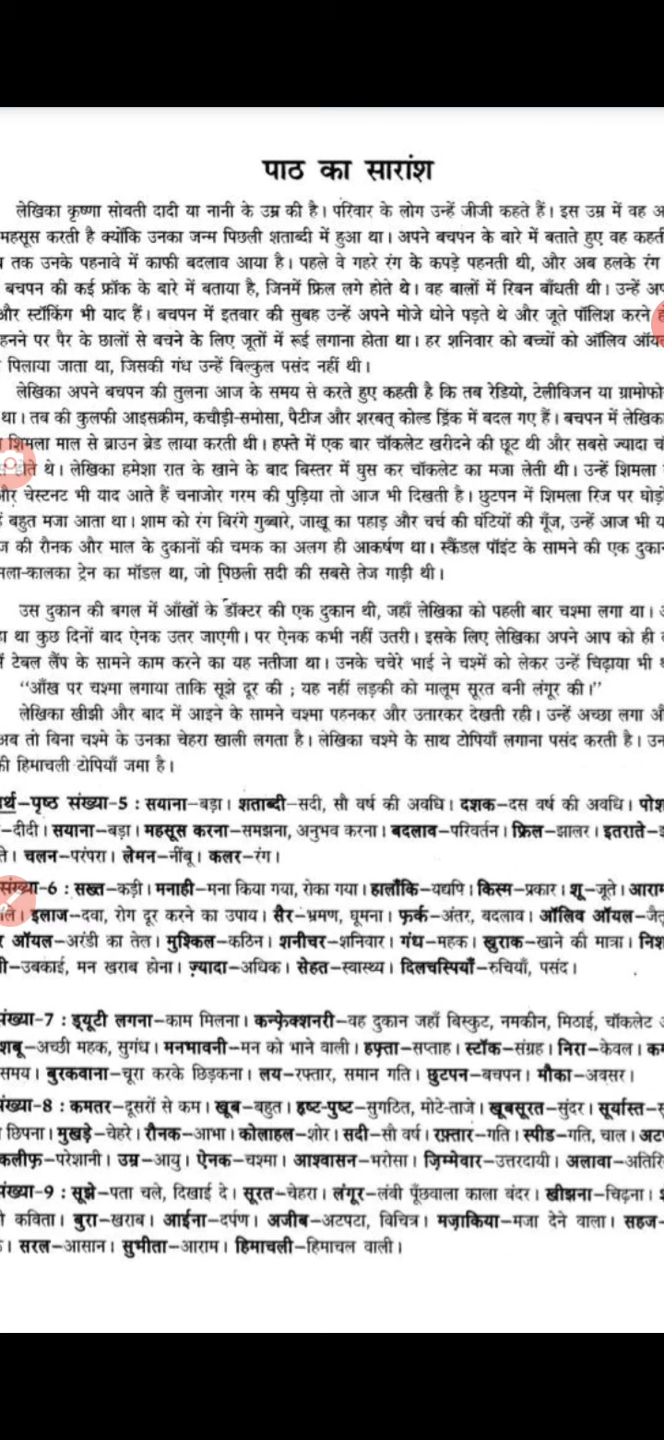 पाठ का सारांश
लेखिका कृष्णा सोबती दादी या नानी के उम्र की है। परिवार के लोग उन्हें जीजी कहते हैं। इस उम्र में वह
महसूस करती है क्योंकि उनका जन्म पिछली शताब्दी में हुआ था। अपने बचपन के बारे में बताते हुए वह कहती
तक उनके पहनावे में काफी बदलाव आया है। पहले वे गहरे रंग के कपड़े पहनती थी, और अब हलके रंग
बचपन की कई फ्रॉक के बारे में बताया है, जिनमें फ्रिल लगे होते थे। वह बालों में रिबन बाँधती थी। उन्हें
और स्टॉकिंग भी याद हैं। बचपन में इतवार की सुबह उन्हें अपने मोजे धोने पड़ते थे और जूते पॉलिश करने
पहनने पर पैर के छालों से बचने के लिए जूतों में रूई लगाना होता था। हर शनिवार को बच्चों को ऑलिव
पिलाया जाता था, जिसकी गंध उन्हें बिल्कुल पसंद नहीं थी।
लेखिका अपने बचपन की तुलना आज के समय से करते हुए कहती है कि तब रेडियो, टेलीविजन या ग्रामोफो
था। तब की कुलफी आइसक्रीम, कचौड़ी-समोसा, पैटीज और शरबत् कोल्ड ड्रिंक में बदल गए हैं। बचपन में लेखिका
शिमला माल से ब्राउन ब्रेड लाया करती थी। हफ्ते में एक बार चॉकलेट खरीदने की छूट थी और सबसे ज्यादा
होते थे। लेखिका हमेशा रात के खाने के बाद बिस्तर में घुस कर चॉकलेट का मजा लेती थी। उन्हें शिमला
और चेस्टनट भी याद आते हैं चनाजोर गरम की पुड़िया तो आज भी दिखती है। छुटपन में शिमला रिज पर
बहुत मजा आता था। शाम को रंग बिरंगे गुब्बारे, जाखू का पहाड़ और चर्च की घंटियों की गूँज, उन्हें आज भी
की रौनक और माल के दुकानों की चमक का अलग ही आकर्षण था। स्कैंडल पॉइंट के सामने की एक दुकान
मला-कालका ट्रेन का मॉडल था, जो पिछली सदी की सबसे तेज गाड़ी थी।
उस दुकान की बगल में आँखों के डॉक्टर की एक दुकान थी, जहाँ लेखिका को पहली बार चश्मा लगा था।
था कुछ दिनों बाद ऐनक उतर जाएगी। पर ऐनक कभी नहीं उतरी। इसके लिए लेखिका अपने आप को ही
में टेबल लैंप के सामने काम करने का यह नतीजा था। उनके चचेरे भाई ने चश्में को लेकर उन्हें चिढ़ाया भी
“आँख पर चश्मा लगाया ताकि सूझे दूर की ; यह नहीं लड़की को मालूम सूरत बनी लंगूर की।”
लेखिका खीझी और बाद में आइने के सामने चश्मा पहनकर और उतारकर देखती रही। उन्हें अच्छा लगा
अब तो बिना चश्मे के उनका चेहरा खाली लगता है। लेखिका चश्मे के साथ टोपियाँ लगाना पसंद करती है।
की हिमाचली टोपियाँ जमा है।
र्थ–पृष्ठ संख्या-5 : सयाना–बड़ा। शताब्दी–सदी, सौ वर्ष की अवधि। दशक–दस वर्ष की अवधि।
–दीदी। सयाना–बड़ा। महसूस करना–समझना, अनुभव करना। बदलाव–परिवर्तन। फ्रिल–झालर। इतराते–
चलन–परंपरा। लेमन–नींबू। कलर–रंग।
संख्या-6 : सख्त–कड़ी। मनाही–मना किया गया, रोका गया। हालाँकि–यद्यपि। किस्म–प्रकार। शू–जूते।
इलाज–दवा, रोग दूर करने का उपाय। सैर–भ्रमण, घूमना। फ़र्क–अंतर, बदलाव। ऑलिव ऑयल–
ऑयल–अरंडी का तेल। मुश्किल–कठिन। शनीचर–शनिवार। गंध–महक। खुराक–खाने की मात्रा।
–उबकाई, मन खराब होना। ज़्यादा–अधिक। सेहत–स्वास्थ्य। दिलचस्पियाँ–रुचियाँ, पसंद।
संख्या-7 : ड्यूटी लगना–काम मिलना। कन्फ़ेक्शनरी–वह दुकान जहाँ बिस्कुट, नमकीन, मिठाई, चॉकलेट
शबू–अच्छी महक, सुगंध। मनभावनी–मन को भाने वाली। हफ़्ता–सप्ताह। स्टॉक–संग्रह। निरा–केवल।
समय। बुरकवाना–चूरा करके छिड़कना। लय–रफ्तार, समान गति। छुटपन–बचपन। मौका–अवसर।
संख्या-8 : कमतर–दूसरों से कम। खूब–बहुत। हृष्ट-पुष्ट–सुगठित, मोटे-ताजे। खूबसूरत–सुंदर। सूर्यास्त–
छिपना। मुखड़े–चेहरे। रौनक–आभा। कोलाहल–शोर। सदी–सौ वर्ष। रफ़्तार–गति। स्पीड–गति, चाल।
कलीफ़–परेशानी। उम्र–आयु। ऐनक–चश्मा। आश्वासन–भरोसा। ज़िम्मेवार–उत्तरदायी। अलावा–
संख्या-9 : सूझे–पता चले, दिखाई दे। सूरत–चेहरा। लंगूर–लंबी पूँछवाला काला बंदर। खीझना–चिढ़ना।
कविता। बुरा–खराब। आईना–दर्पण। अजीब–अटपटा, विचित्र। मज़ाकिया–मजा देने वाला। सहज–
सरल–आसान। सुभीता–आराम। हिमाचली–हिमाचल वाली।